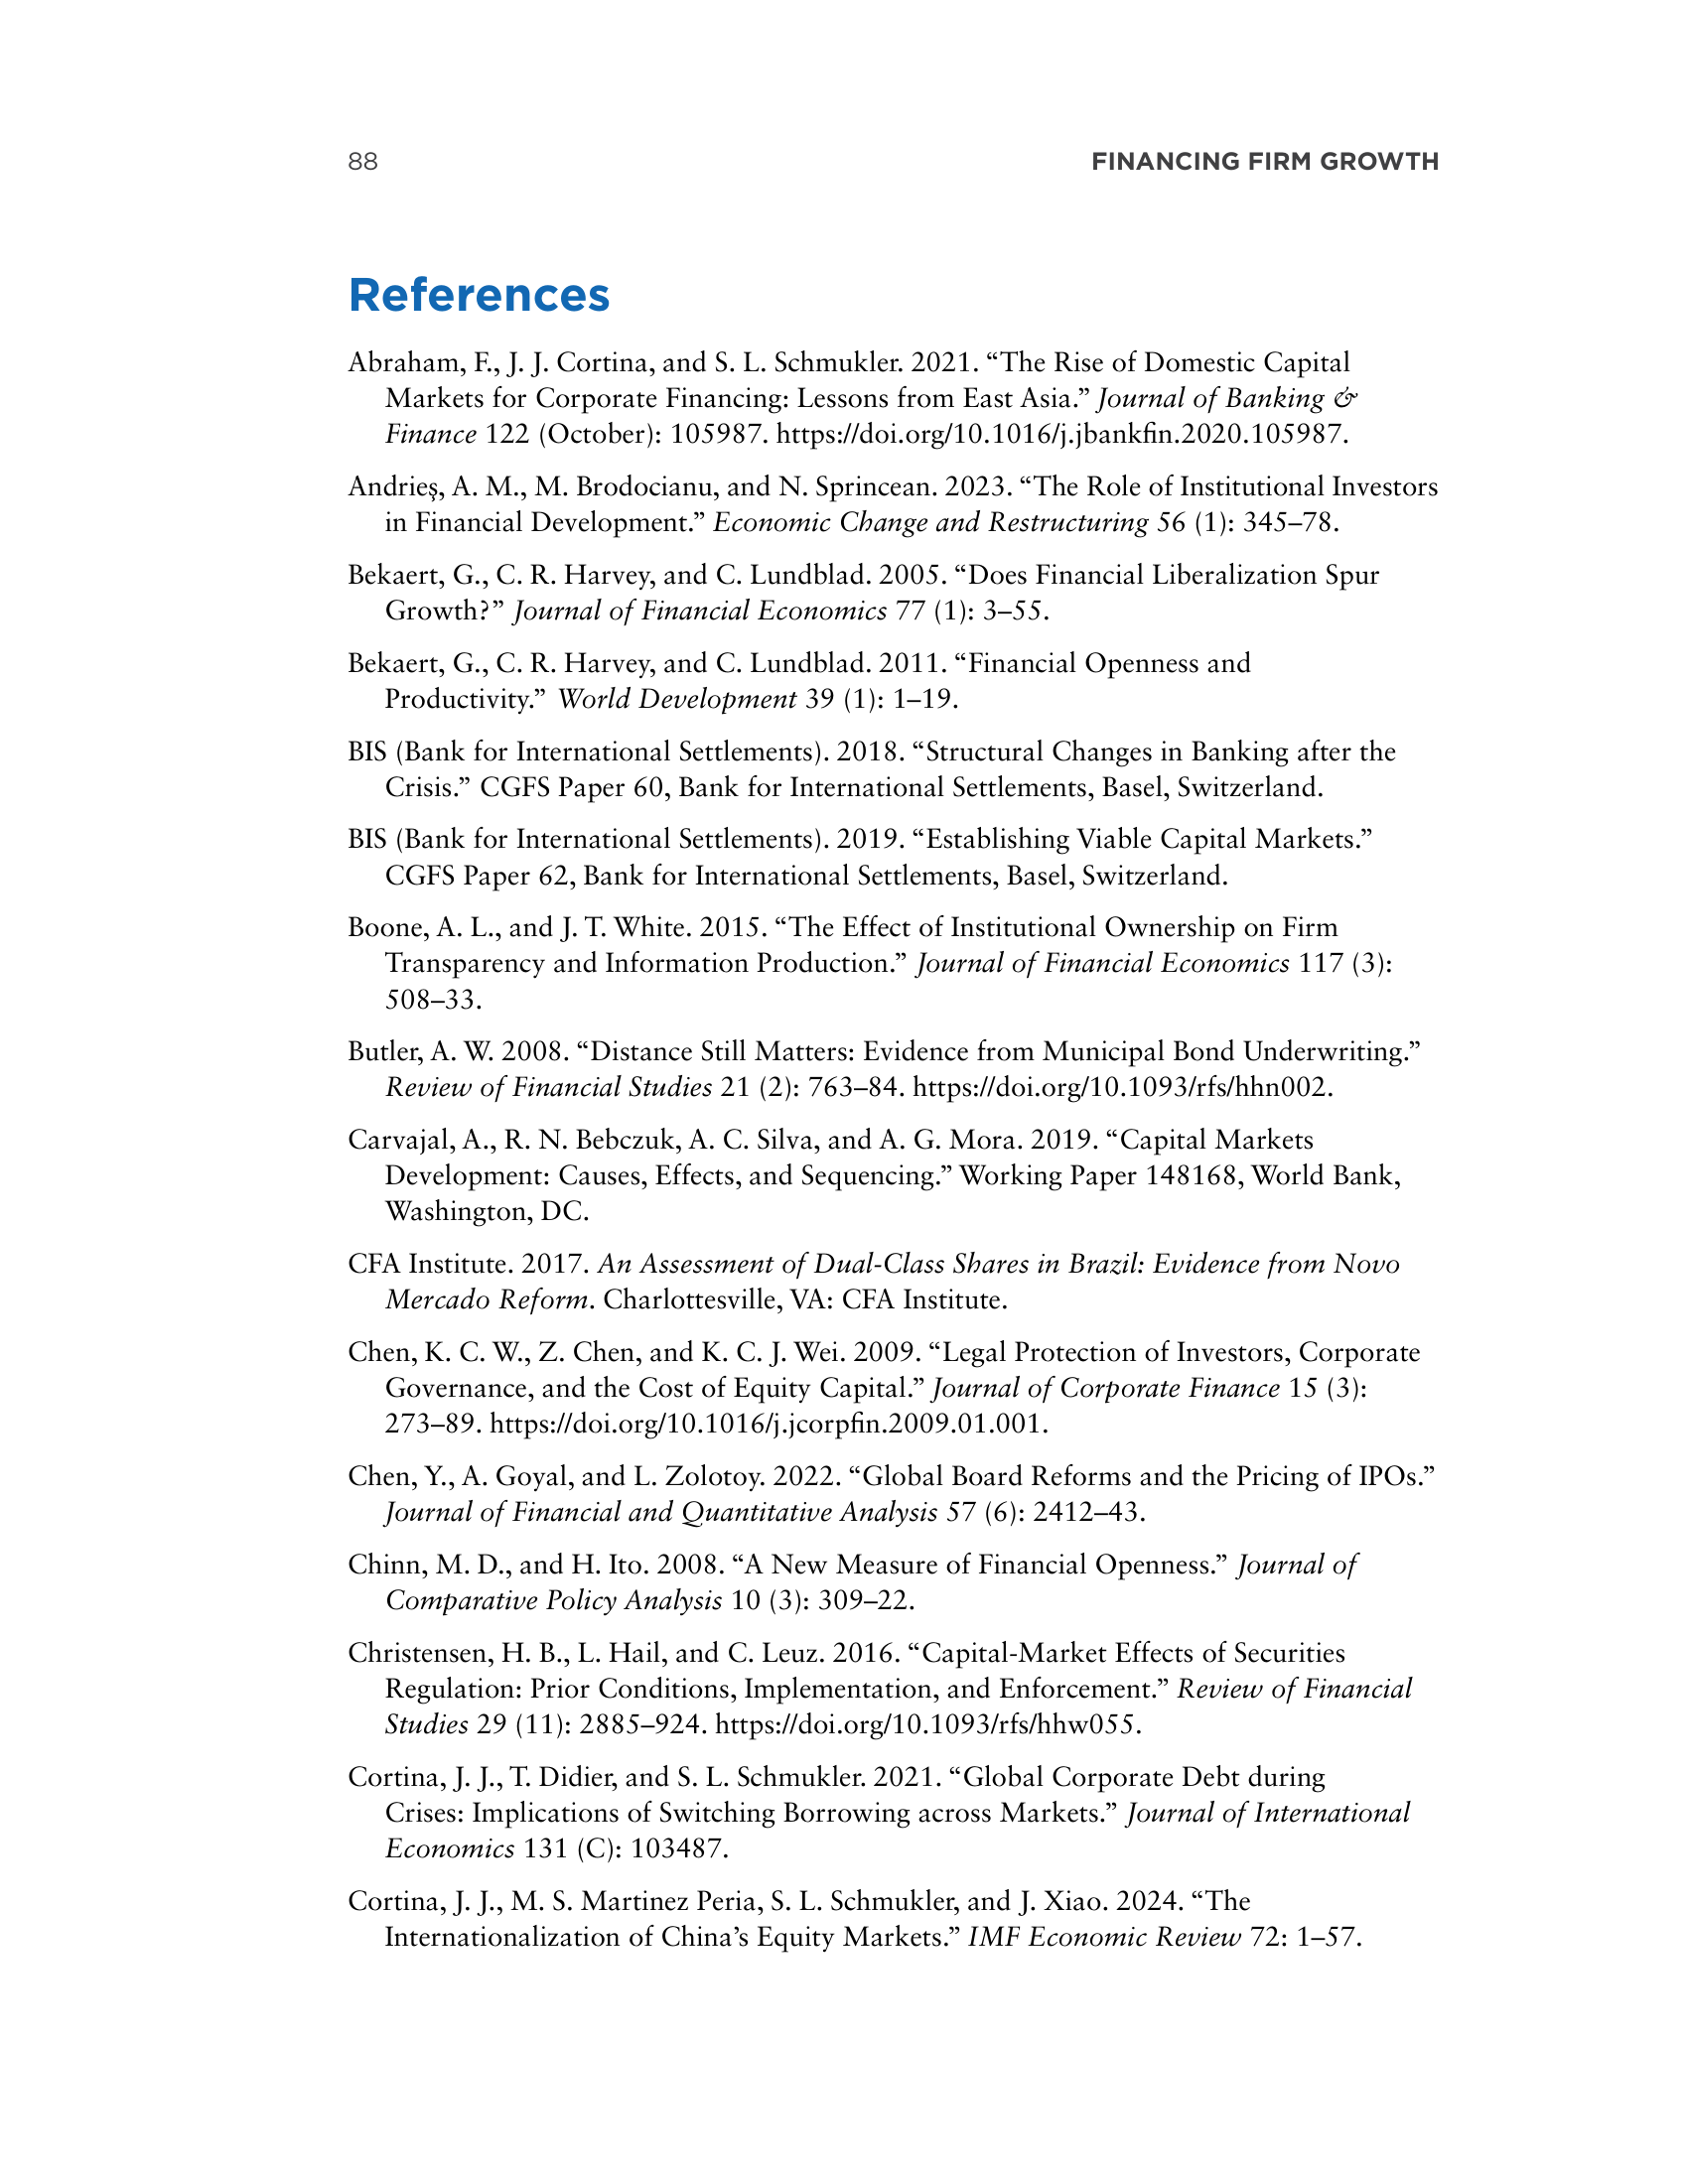 88
FINANCING FIRM GROWTH
References
Abraham, F., J. J. Cortina, and S. L. Schmukler. 2021. “The Rise of Domestic Capital
Markets for Corporate Financing: Lessons from East Asia.” Journal of Banking &
Finance 122 (October): 105987. https://doi.org/10.1016/j.jbankfin.2020.105987.
Andrieş, A. M., M. Brodocianu, and N. Sprincean. 2023. “The Role of Institutional Investors
in Financial Development.” Economic Change and Restructuring 56 (1): 345–78.
Bekaert, G., C. R. Harvey, and C. Lundblad. 2005. “Does Financial Liberalization Spur
Growth?” Journal of Financial Economics 77 (1): 3–55.
Bekaert, G., C. R. Harvey, and C. Lundblad. 2011. “Financial Openness and
Productivity.” World Development 39 (1): 1–19.
BIS (Bank for International Settlements). 2018. “Structural Changes in Banking after the
Crisis.” CGFS Paper 60, Bank for International Settlements, Basel, Switzerland.
BIS (Bank for International Settlements). 2019. “Establishing Viable Capital Markets.”
CGFS Paper 62, Bank for International Settlements, Basel, Switzerland.
Boone, A. L., and J. T. White. 2015. “The Effect of Institutional Ownership on Firm
Transparency and Information Production.” Journal of Financial Economics 117 (3):
508–33.
Butler, A. W. 2008. “Distance Still Matters: Evidence from Municipal Bond Underwriting.”
Review of Financial Studies 21 (2): 763–84. https://doi.org/10.1093/rfs/hhn002.
Carvajal, A., R. N. Bebczuk, A. C. Silva, and A. G. Mora. 2019. “Capital Markets
Development: Causes, Effects, and Sequencing.” Working Paper 148168, World Bank,
Washington, DC.
CFA Institute. 2017. An Assessment of Dual-Class Shares in Brazil: Evidence from Novo
Mercado Reform. Charlottesville, VA: CFA Institute.
Chen, K. C. W., Z. Chen, and K. C. J. Wei. 2009. “Legal Protection of Investors, Corporate
Governance, and the Cost of Equity Capital.” Journal of Corporate Finance 15 (3):
273–89. https://doi.org/10.1016/j.jcorpfin.2009.01.001.
Chen, Y., A. Goyal, and L. Zolotoy. 2022. “Global Board Reforms and the Pricing of IPOs.”
Journal of Financial and Quantitative Analysis 57 (6): 2412–43.
Chinn, M. D., and H. Ito. 2008. “A New Measure of Financial Openness.” Journal of
Comparative Policy Analysis 10 (3): 309–22.
Christensen, H. B., L. Hail, and C. Leuz. 2016. “Capital-Market Effects of Securities
Regulation: Prior Conditions, Implementation, and Enforcement.” Review of Financial
Studies 29 (11): 2885–924. https://doi.org/10.1093/rfs/hhw055.
Cortina, J. J., T. Didier, and S. L. Schmukler. 2021. “Global Corporate Debt during
Crises: Implications of Switching Borrowing across Markets.” Journal of International
Economics 131 (C): 103487.
Cortina, J. J., M. S. Martinez Peria, S. L. Schmukler, and J. Xiao. 2024. “The
Internationalization of China’s Equity Markets.” IMF Economic Review 72: 1–57.